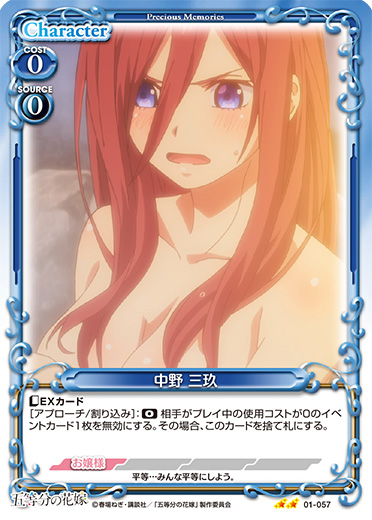 Precious Memories
Character
COST
0
SOURCE
0
中野 三玖
EXカード
[アプローチ/割り込み]:0 相手がプレイ中の使用コストが0のイベ
ントカード1枚を無効にする。その場合、このカードを捨て札にする。
お嬢様
平等…みんな平等にしよう。
五等分の花嫁
©春場ねぎ・講談社／「五等分の花嫁」製作委員会
01-057